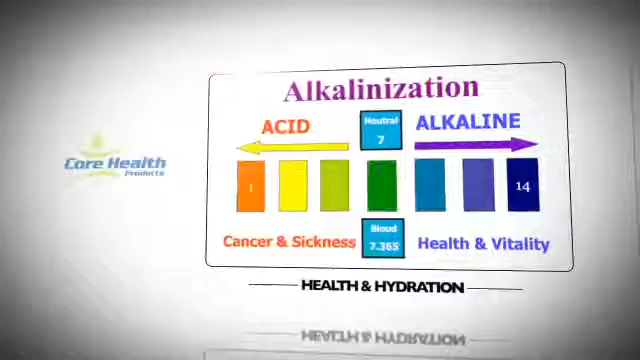 Alkalinization
ACID
Neutral
7
ALKALINE
Core Health
Products
1
14
Cancer & Sickness
Blood
7.365
Health & Vitality
HEALTH & HYDRATION
HEALTH & HYDRATION